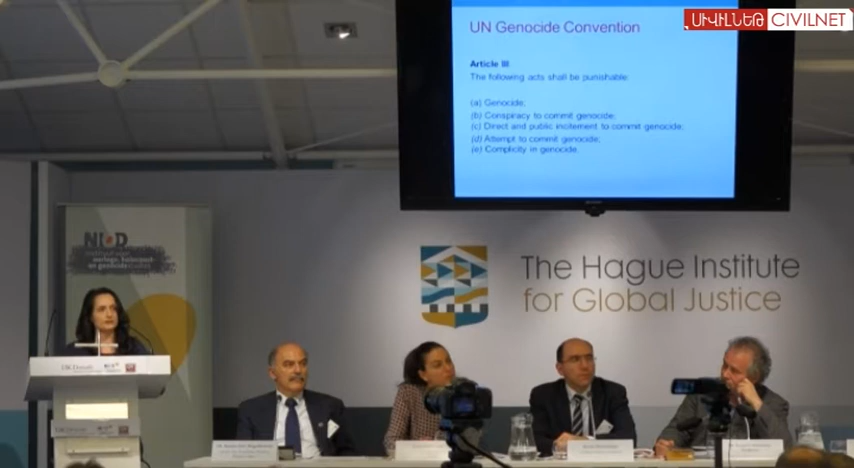 ՍԻՎԻԼՆԵԹ CIVILNET
UN Genocide Convention
Article III
The following acts shall be punishable:
(a) Genocide;
(b) Conspiracy to commit genocide;
(c) Direct and public incitement to commit genocide;
(d) Attempt to commit genocide;
(e) Complicity in genocide.
NIOD
The Hague Institute
for Global Justice